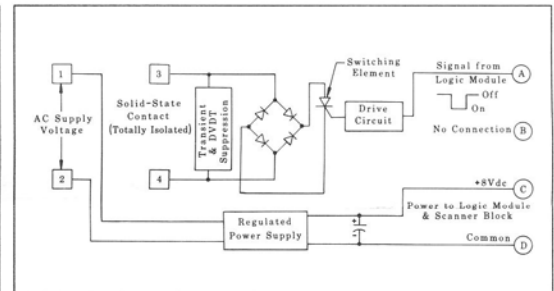 Switching
Element
Signal from
Logic Module
A
Off
On
1
3
Solid-State
Contact
(Totally Isolated)
Transient
& DVDT
Suppression
Drive
Circuit
AC Supply
Voltage
No Connection
B
2
4
+8Vdc
C
Power to Logic Module
& Scanner Block
Regulated
Power Supply
+
-
Common
D